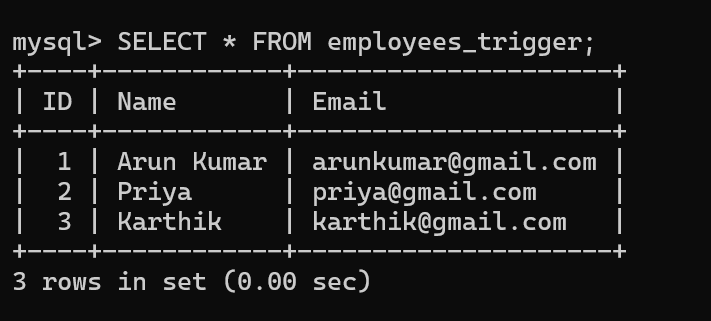 mysql> SELECT * FROM employees_trigger;
+----+------------+---------------------+
| ID | Name       | Email               |
+----+------------+---------------------+
|  1 | Arun Kumar | arunkumar@gmail.com |
|  2 | Priya      | priya@gmail.com     |
|  3 | Karthik    | karthik@gmail.com   |
+----+------------+---------------------+
3 rows in set (0.00 sec)